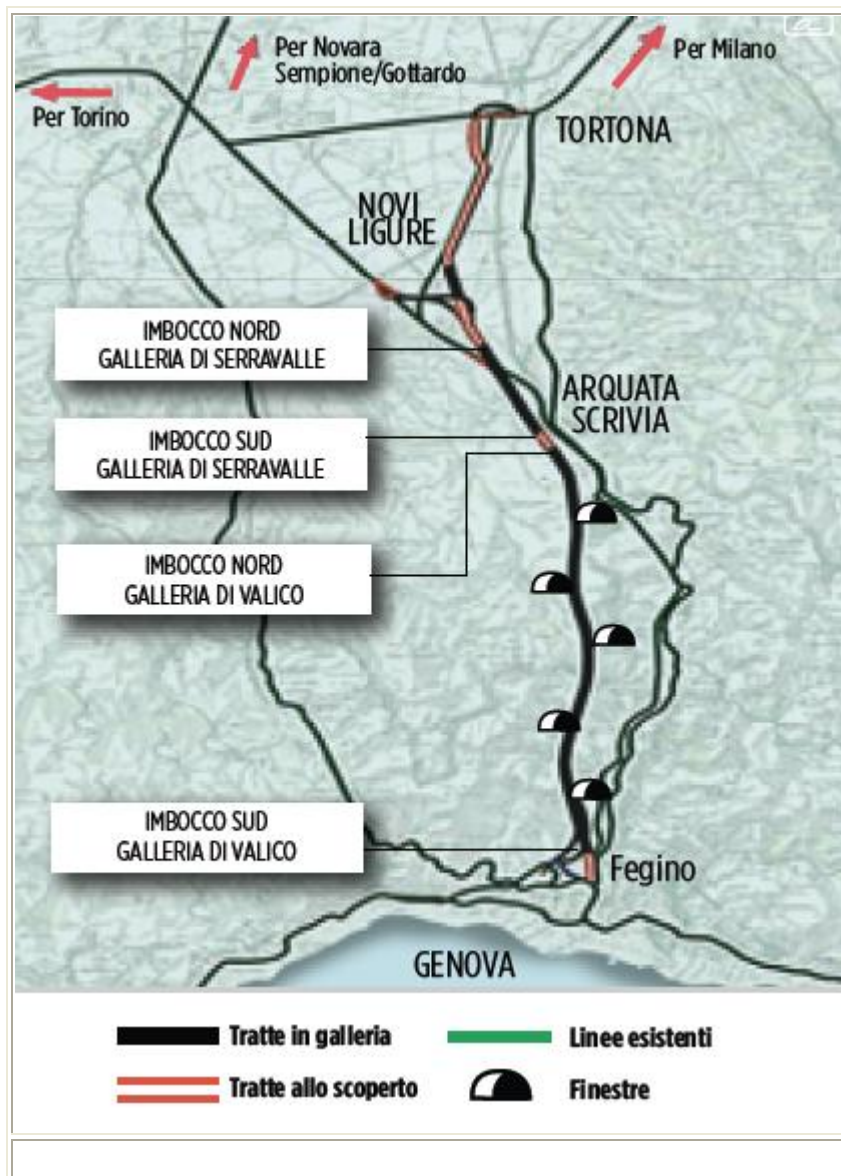 Per Novara
Sempione/Gottardo
Per Milano
Per Torino
TORTONA
NOVI
LIGURE
IMBOCCO NORD
GALLERIA DI SERRAVALLE
ARQUATA
SCRIVIA
IMBOCCO SUD
GALLERIA DI SERRAVALLE
IMBOCCO NORD
GALLERIA DI VALICO
IMBOCCO SUD
GALLERIA DI VALICO
Fegino
GENOVA
Tratte in galleria
Linee esistenti
Tratte allo scoperto
Finestre